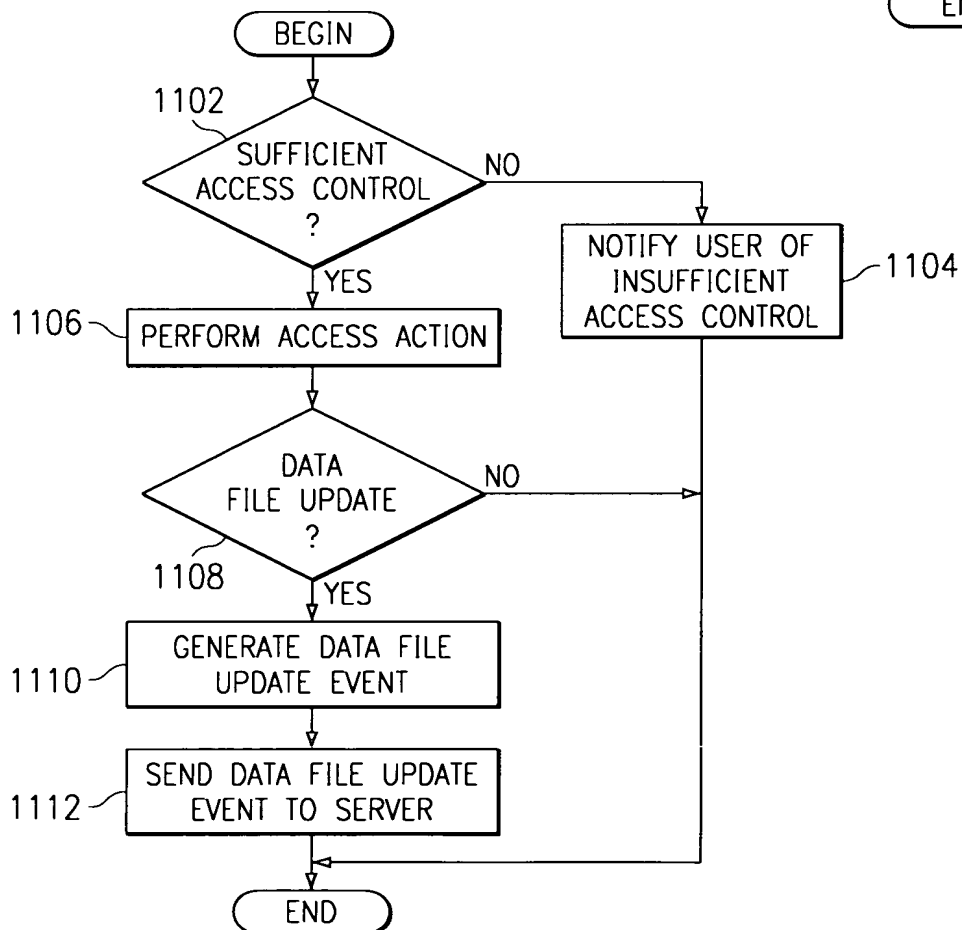 BEGIN
1102
SUFFICIENT
ACCESS CONTROL
?
NO
YES
NOTIFY USER OF
INSUFFICIENT
ACCESS CONTROL
1104
1106
PERFORM ACCESS ACTION
DATA
FILE UPDATE
?
NO
1108
YES
GENERATE DATA FILE
UPDATE EVENT
1110
SEND DATA FILE UPDATE
EVENT TO SERVER
1112
END